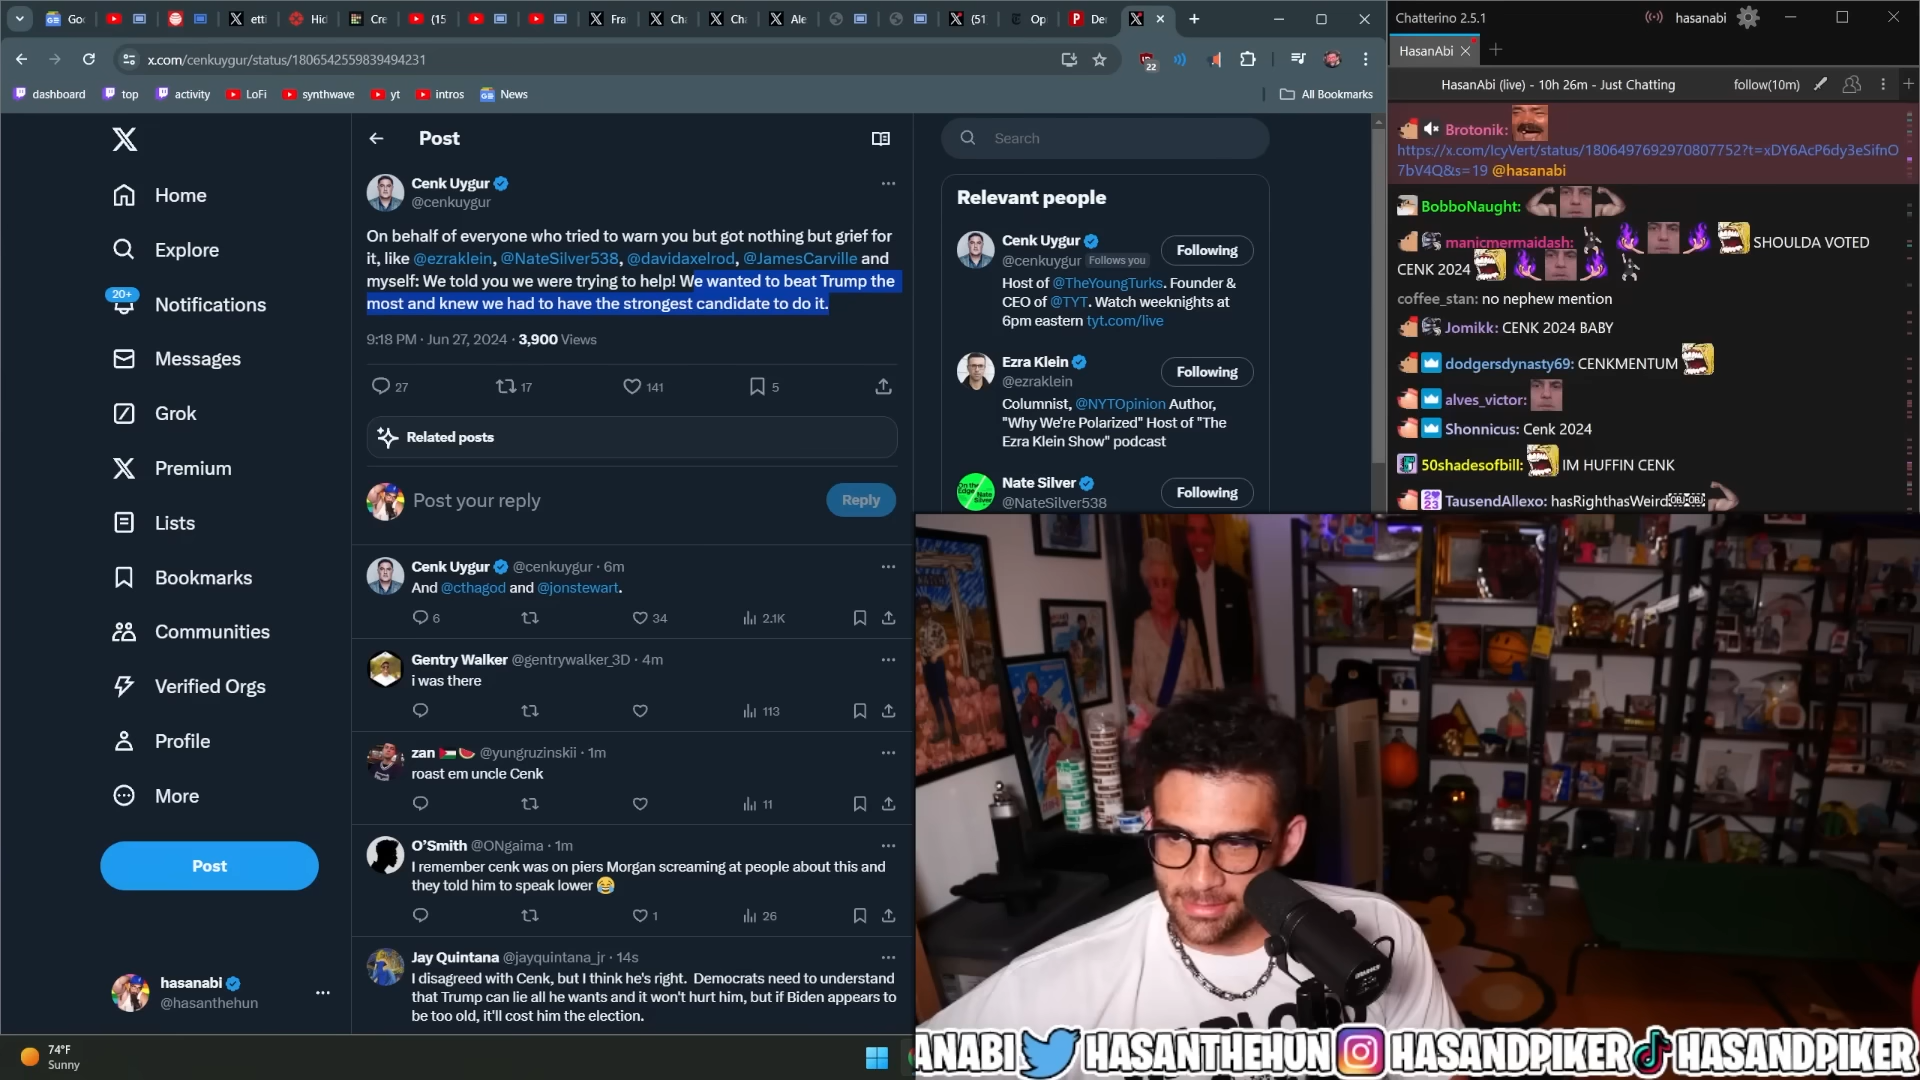 Chatterino 2.5.1
hasanabi
x.com/cenkuygur/status/1806542559839494231
22
HasanAbi
dashboard
top
activity
LoFi
synthwave
yt
intros
News
All Bookmarks
HasanAbi (live) - 10h 26m - Just Chatting
follow(10m)
Home
Explore
20+
Notifications
Messages
Grok
Premium
Lists
Bookmarks
Communities
Verified Orgs
Profile
More
Post
hasanabi
@hasanthehun
Post
Cenk Uygur
@cenkuygur
On behalf of everyone who tried to warn you but got nothing but grief for
it, like @ezraklein, @NateSilver538, @davidaxelrod, @JamesCarville and
myself: We told you we were trying to help! We wanted to beat Trump the
most and knew we had to have the strongest candidate to do it.
9:18 PM · Jun 27, 2024 · 3,900 Views
27
17
141
5
Related posts
Post your reply
Reply
Cenk Uygur @cenkuygur · 6m
And @cthagod and @jonstewart.
6
34
2.1K
Gentry Walker @gentrywalker_3D · 4m
i was there
113
zan @yungruzinskii · 1m
roast em uncle Cenk
11
O'Smith @ONgaima · 1m
I remember cenk was on piers Morgan screaming at people about this and
they told him to speak lower 😂
1
26
Jay Quintana @jayquintana_jr · 14s
I disagreed with Cenk, but I think he's right. Democrats need to understand
that Trump can lie all he wants and it won't hurt him, but if Biden appears to
be too old, it'll cost him the election.
Search
Relevant people
Cenk Uygur
@cenkuygur Follows you
Following
Host of @TheYoungTurks. Founder &
CEO of @TYT. Watch weeknights at
6pm eastern tyt.com/live
Ezra Klein
@ezraklein
Following
Columnist, @NYTOpinion Author,
"Why We're Polarized" Host of "The
Ezra Klein Show" podcast
Nate Silver
@NateSilver538
Following
Brotonik:
https://x.com/IcyVert/status/1806497692970807752?t=xDY6AcP6dy3eSifnO
7bV4Q&s=19 @hasanabi
BobboNaught:
manicmermaidash: SHOULDA VOTED
CENK 2024
coffee_stan: no nephew mention
Jomikk: CENK 2024 BABY
dodgersdynasty69: CENKMENTUM
alves_victor:
Shonnicus: Cenk 2024
50shadesofbill: IM HUFFIN CENK
TausendAllexo: hasRighthasWeird
74°F
Sunny
ANABI HASANTHEHUN HASANDPIKER HASANDPIKER